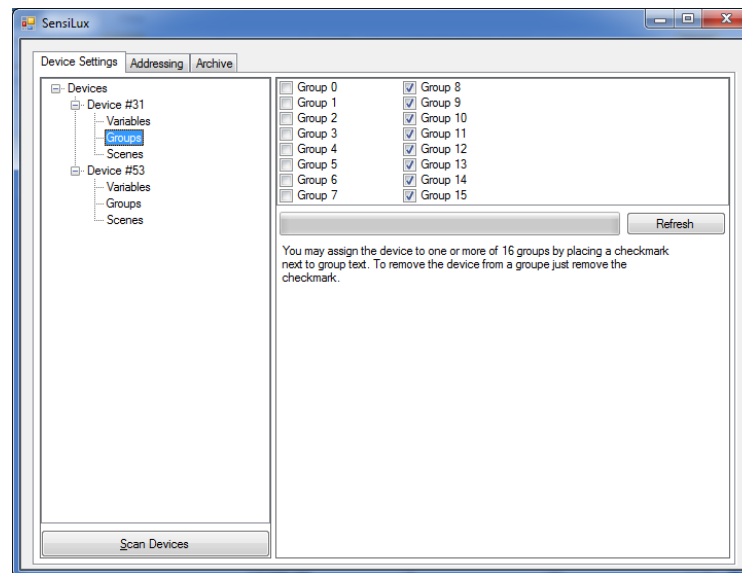 SensiLux
Device Settings Addressing Archive
Devices
Device #31
Variables
Groups
Scenes
Device #53
Variables
Groups
Scenes
Scan Devices
Group 0 Group 8
Group 1 Group 9
Group 2 Group 10
Group 3 Group 11
Group 4 Group 12
Group 5 Group 13
Group 6 Group 14
Group 7 Group 15
Refresh
You may assign the device to one or more of 16 groups by placing a checkmark
next to group text. To remove the device from a groupe just remove the
checkmark.